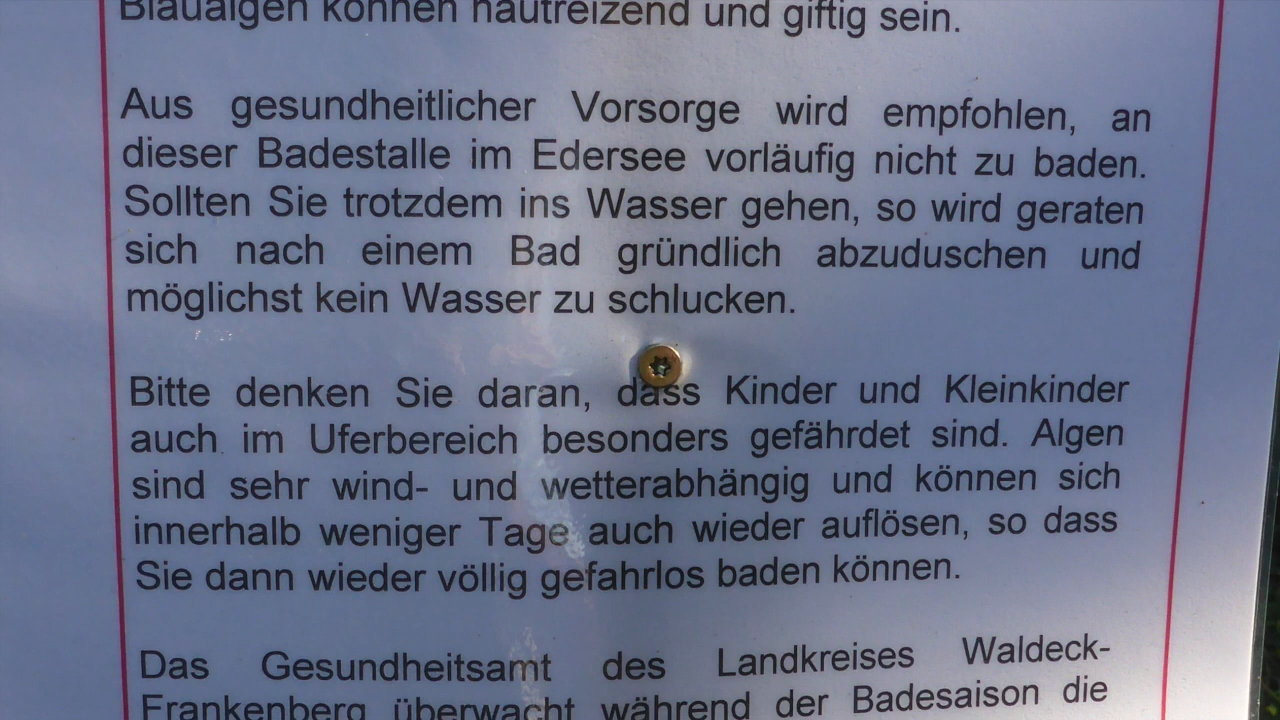 Blaualgen können hautreizend und giftig sein.
Aus gesundheitlicher Vorsorge wird empfohlen, an
dieser Badestalle im Edersee vorläufig nicht zu baden.
Sollten Sie trotzdem ins Wasser gehen, so wird geraten
sich nach einem Bad gründlich abzuduschen und
möglichst kein Wasser zu schlucken.
Bitte denken Sie daran, dass Kinder und Kleinkinder
auch im Uferbereich besonders gefährdet sind. Algen
sind sehr wind- und wetterabhängig und können sich
innerhalb weniger Tage auch wieder auflösen, so dass
Sie dann wieder völlig gefahrlos baden können.
Das Gesundheitsamt des Landkreises Waldeck-
Frankenberg überwacht während der Badesaison die